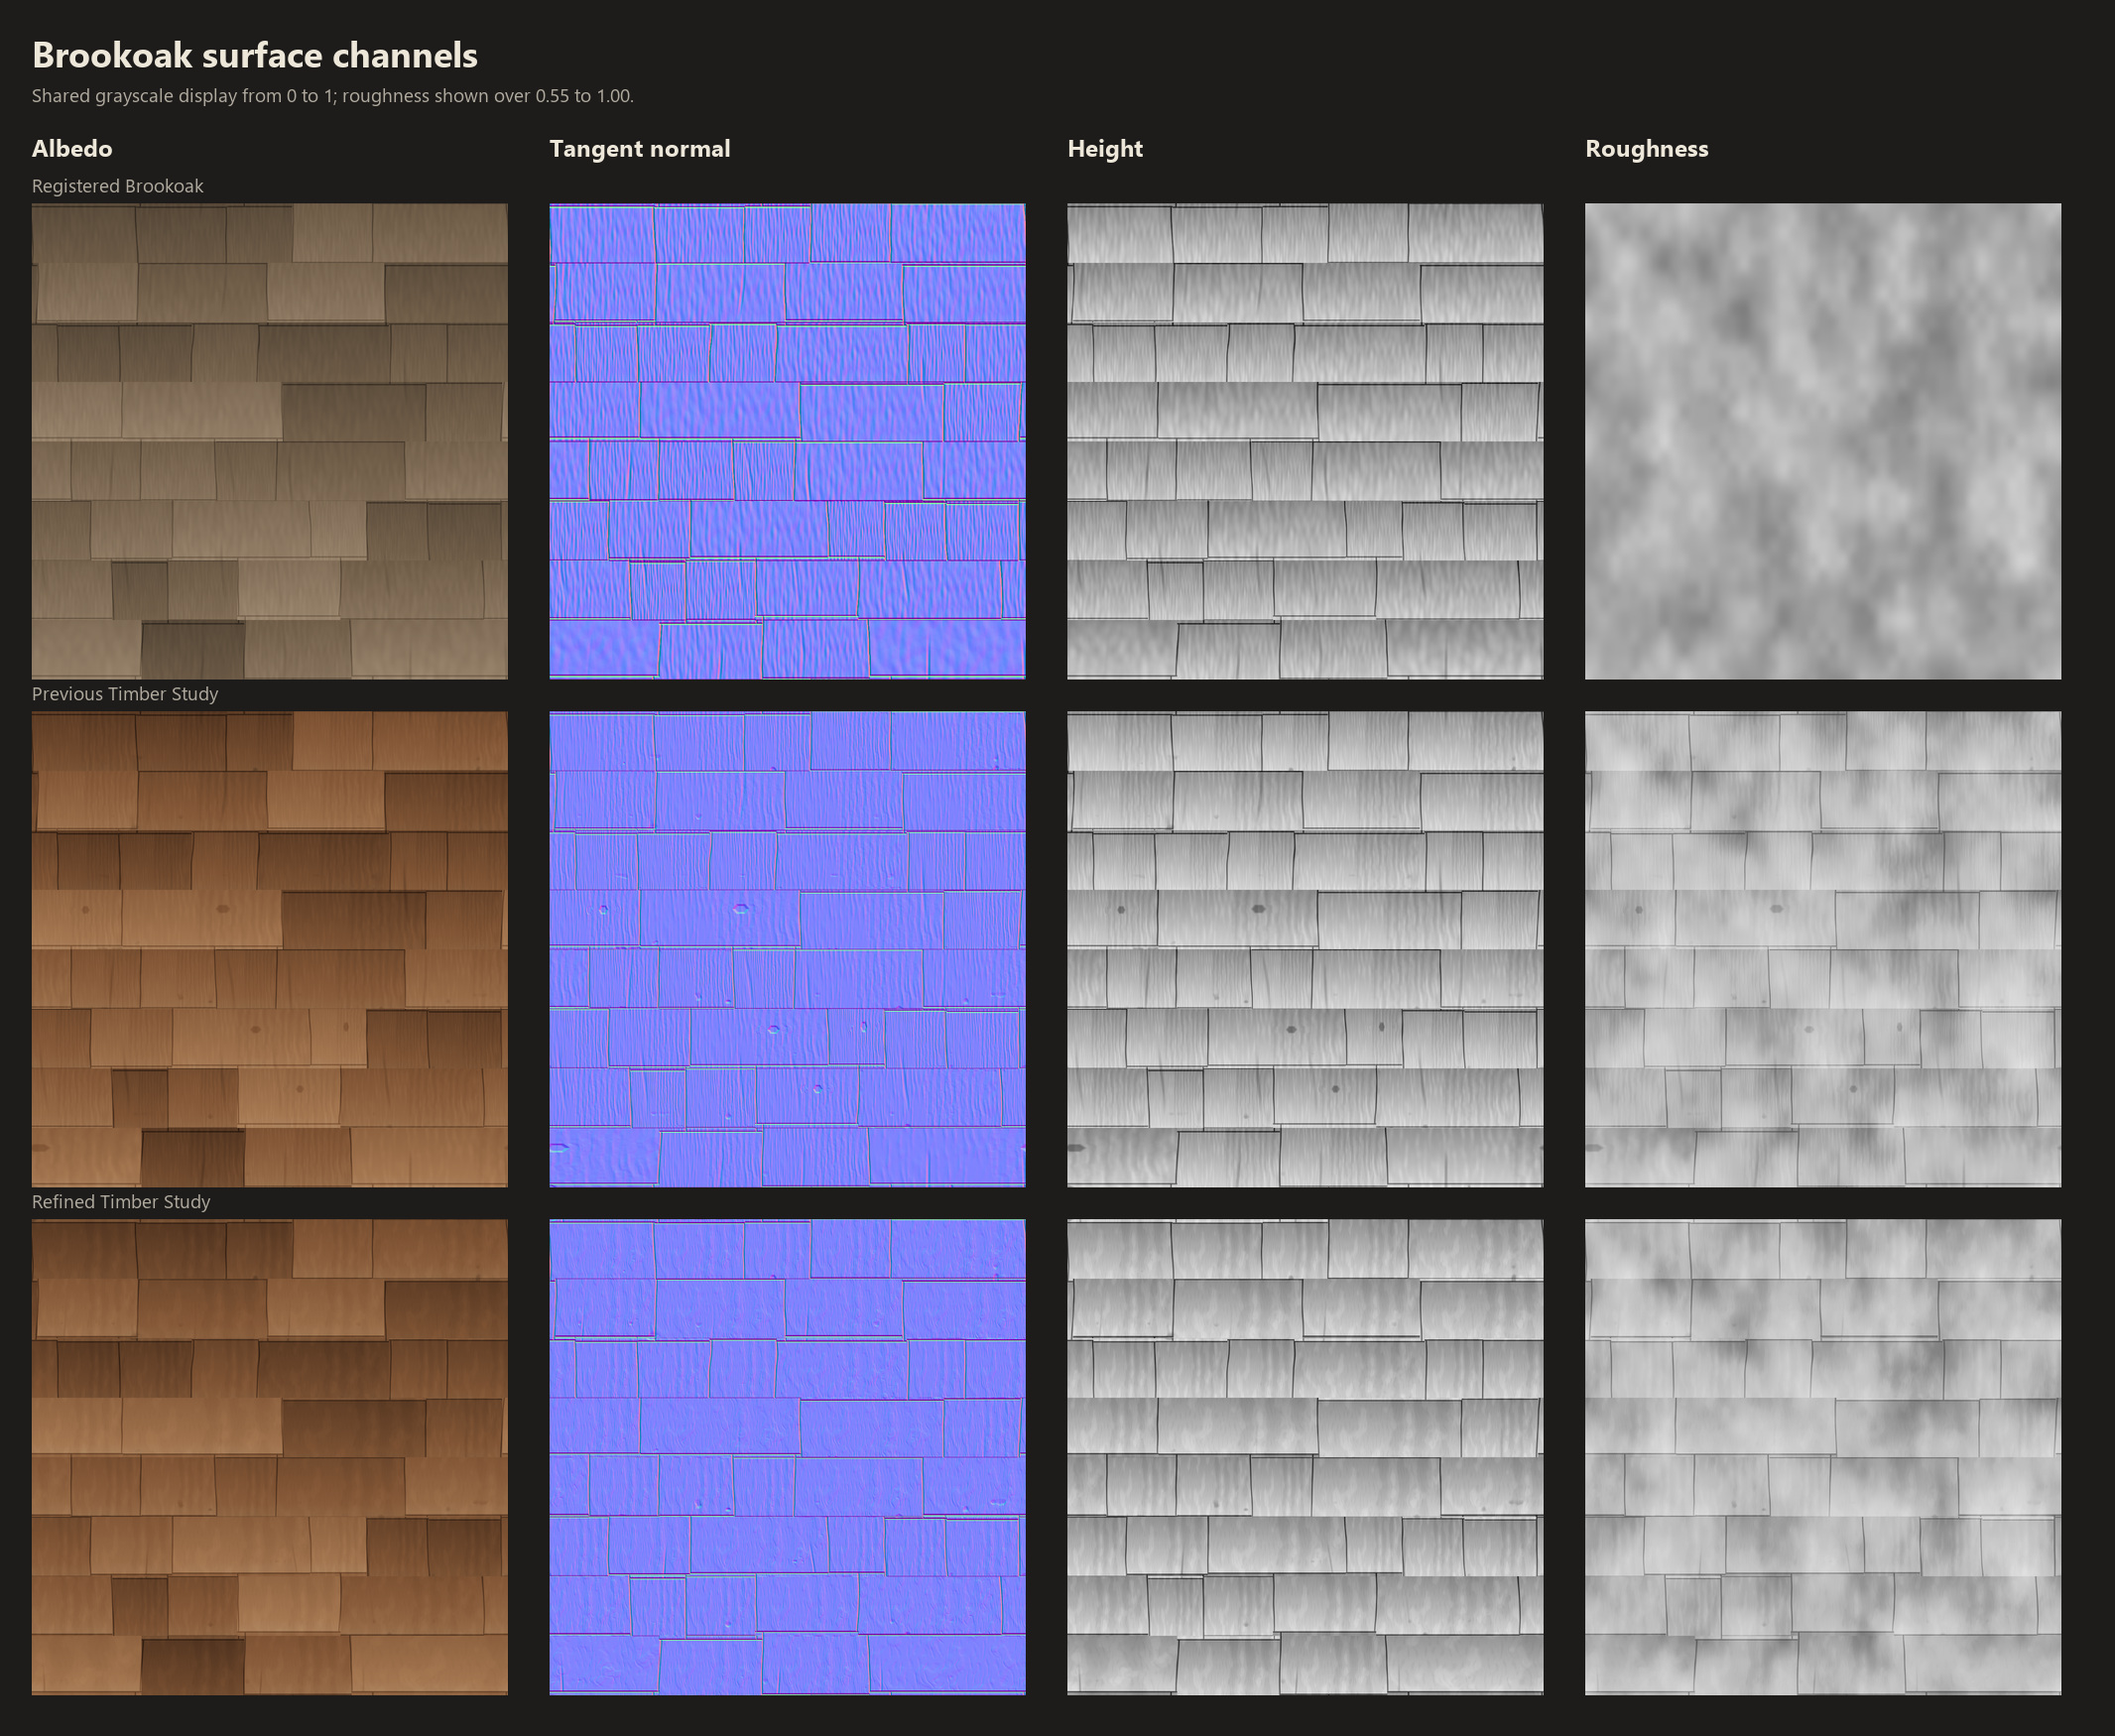 Brookoak surface channels
Shared grayscale display from 0 to 1; roughness shown over 0.55 to 1.00.
Albedo
Tangent normal
Height
Roughness
Registered Brookoak
Previous Timber Study
Refined Timber Study